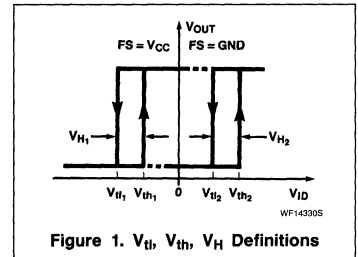 VOUT
FS = VCC FS = GND
VH1 VH2
Vtl1 Vth1 0 Vtl2 Vth2 VID
WF14330S
Figure 1. Vtl, Vth, VH Definitions